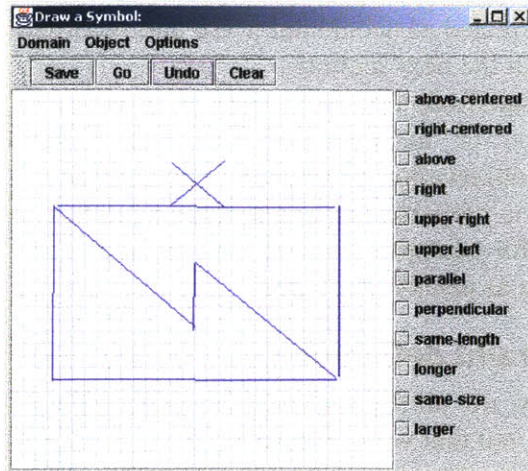 Draw a Symbol:
Domain Object Options
Save Go Undo Clear
above-centered
right-centered
above
right
upper-right
upper-left
parallel
perpendicular
same-length
longer
same-size
larger